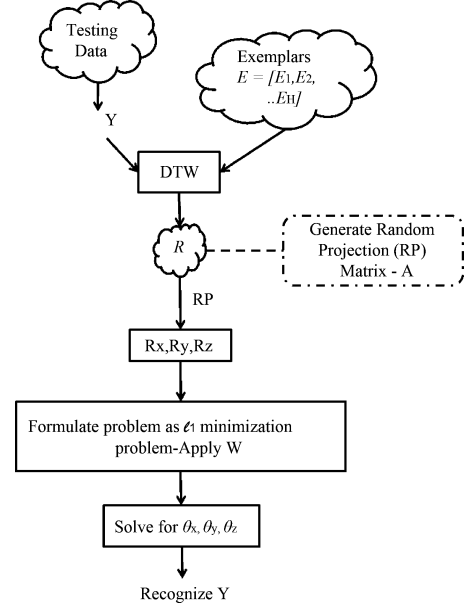 Testing
Data
Exemplars
E = [E1,E2,
..EH]
Y
DTW
R
Generate Random
Projection (RP)
Matrix - A
RP
Rx,Ry,Rz
Formulate problem as ℓ1 minimization
problem-Apply W
Solve for θx, θy, θz
Recognize Y